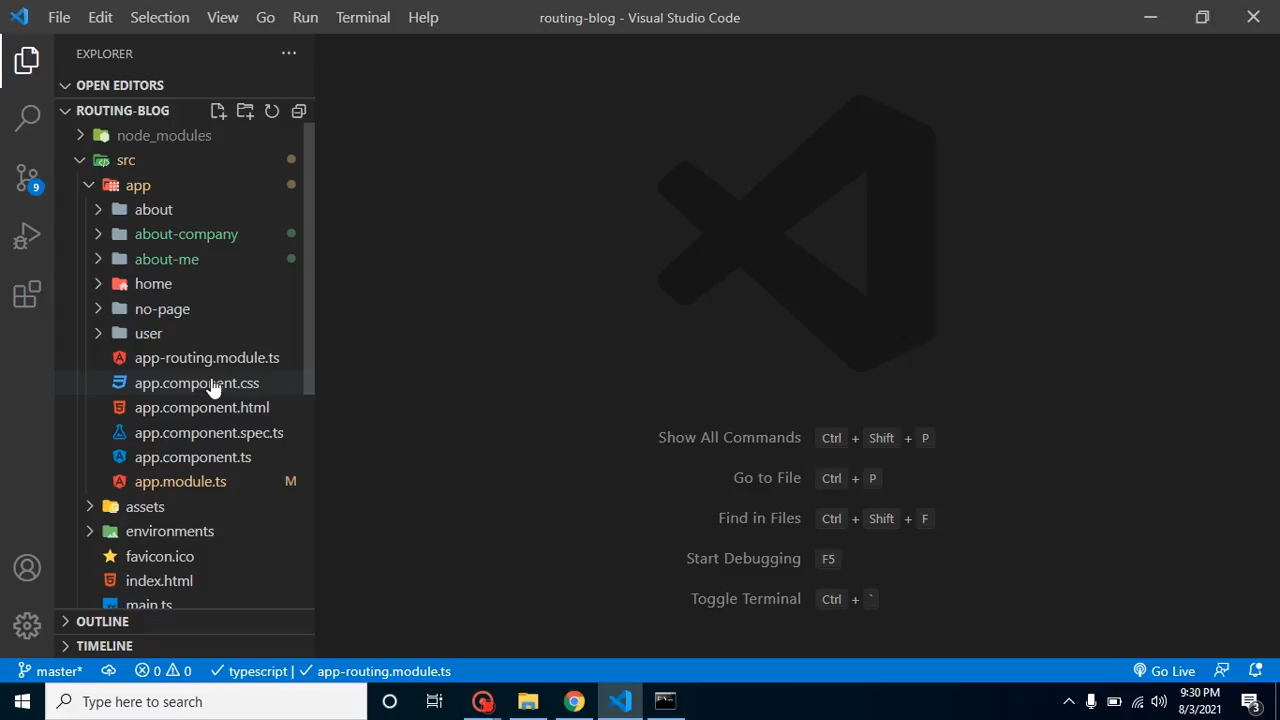 File Edit Selection View Go Run Terminal Help
routing-blog - Visual Studio Code
EXPLORER
OPEN EDITORS
ROUTING-BLOG
node_modules
src
app
about
about-company
about-me
home
no-page
user
app-routing.module.ts
app.component.css
app.component.html
app.component.spec.ts
app.component.ts
app.module.ts M
assets
environments
favicon.ico
index.html
main.ts
OUTLINE
TIMELINE
9
Show All Commands Ctrl + Shift + P
Go to File Ctrl + P
Find in Files Ctrl + Shift + F
Start Debugging F5
Toggle Terminal Ctrl + `
master* 0 0 typescript | app-routing.module.ts Go Live
Type here to search
9:30 PM
8/3/2021
3